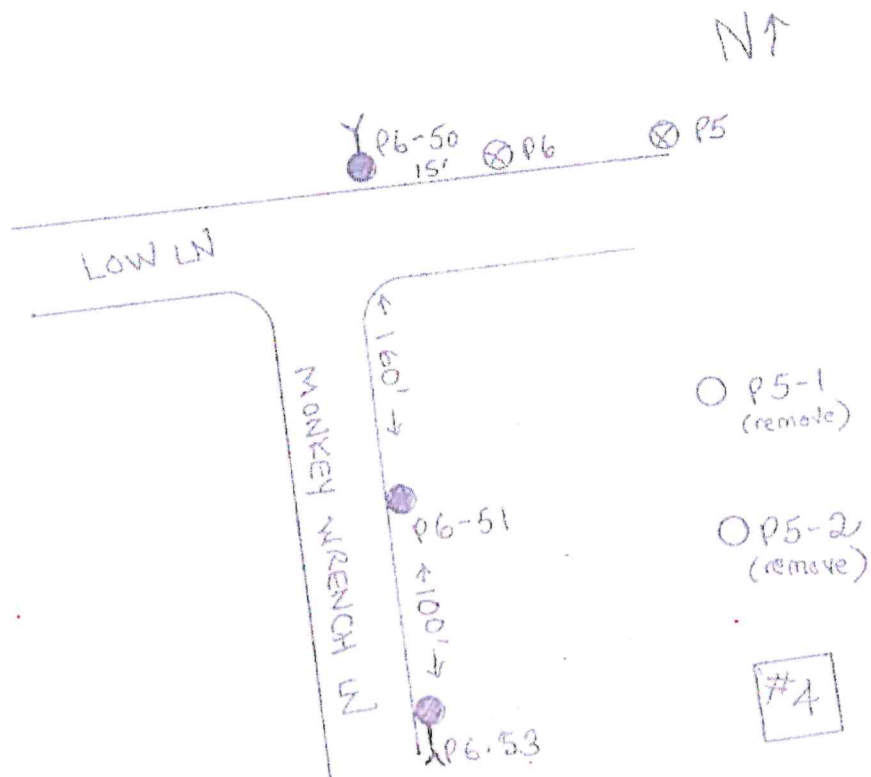 N↑
P6-50
15'
P6
P5
LOW LN
←160'→
MONKEY WRENCH LN
P5-1
(remove)
P6-51
P5-2
(remove)
←100'→
#4
P6-53